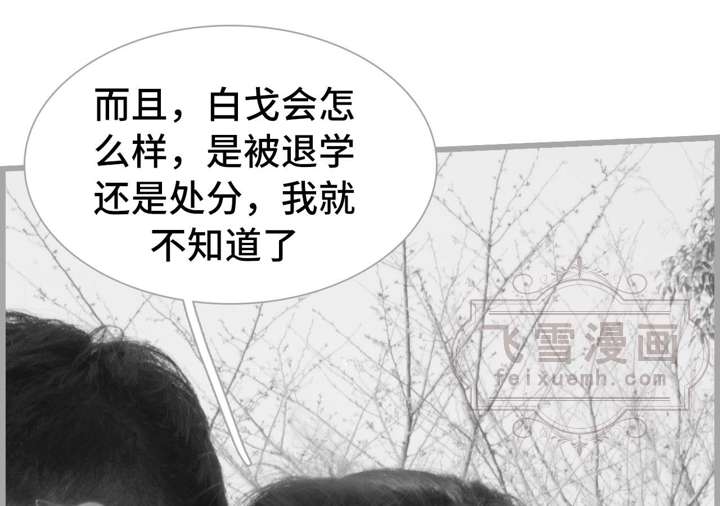 而且，白戈会怎
么样，是被退学
还是处分，我就
不知道了
飞雪漫画
feixuemh.com